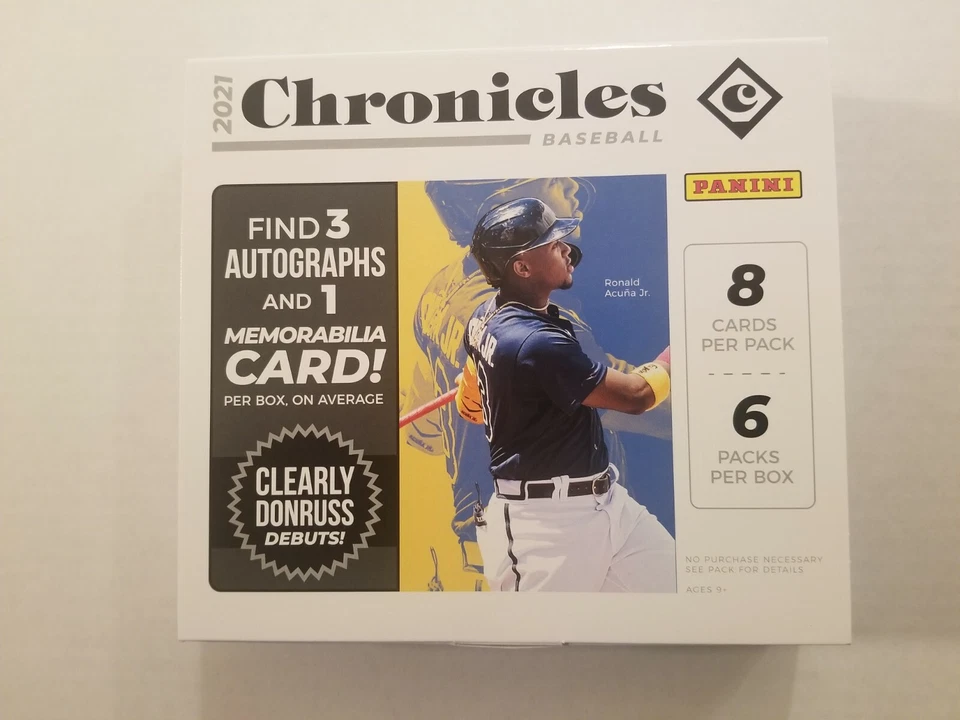 2021
Chronicles
BASEBALL
C
PANINI
FIND 3
AUTOGRAPHS
AND 1
MEMORABILIA
CARD!
PER BOX, ON AVERAGE
CLEARLY
DONRUSS
DEBUTS!
Ronald
Acuña Jr.
JR.
8
CARDS
PER PACK
6
PACKS
PER BOX
NO PURCHASE NECESSARY
SEE PACK FOR DETAILS
AGES 9+